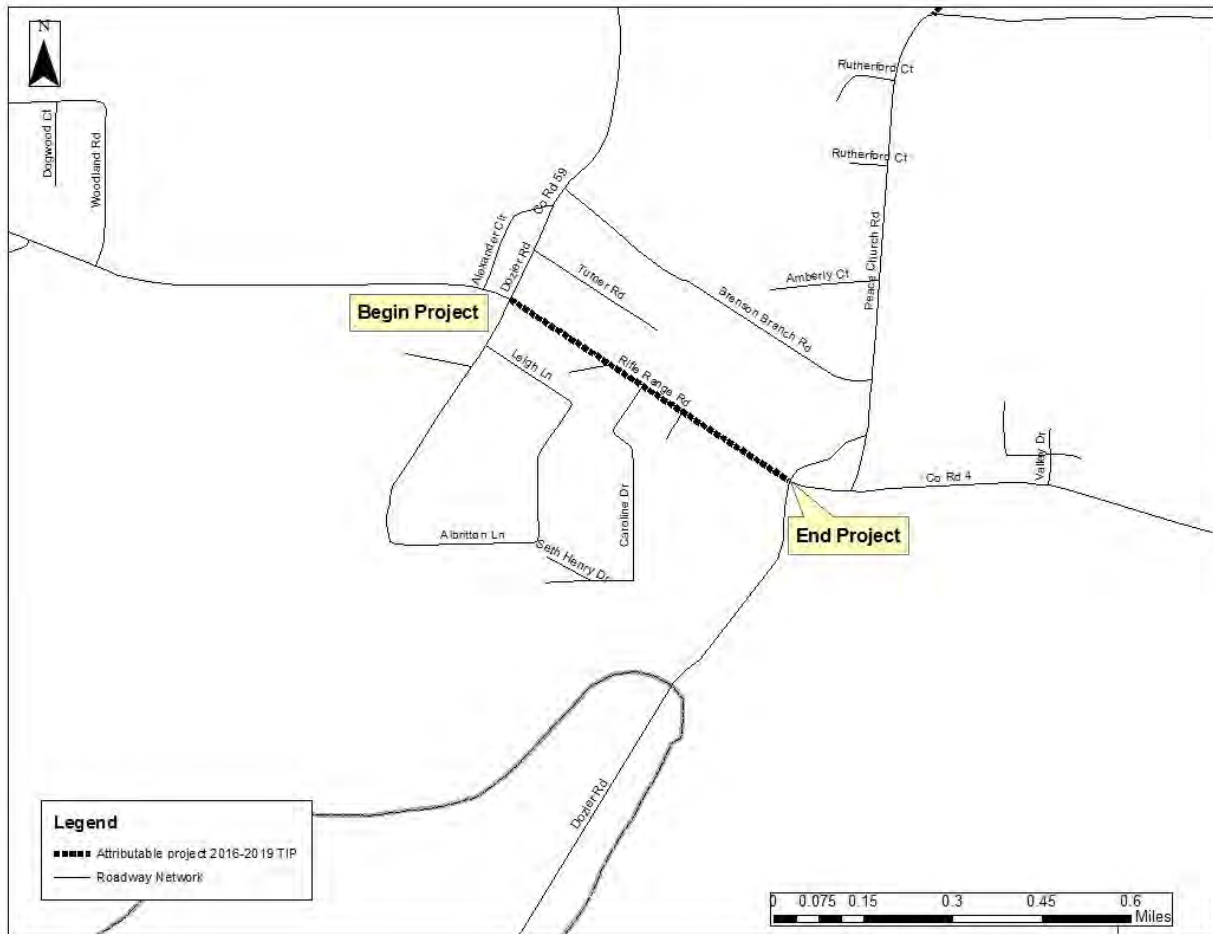 N
Rutherford Ct
Dogwood Ct
Woodland Rd
Rutherford Ct
Co Rd 59
Alexander Cir
Dozier Rd
Turner Rd
Amberly Ct
Peace Church Rd
Brenson Branch Rd
Begin Project
Leigh Ln
Rifle Range Rd
Valley Dr
Co Rd 4
Caroline Dr
Albritton Ln
Seth Henry Dr
End Project
Dozier Rd
Legend
Attributable project 2016-2019 TIP
Roadway Network
0 0.075 0.15 0.3 0.45 0.6
Miles